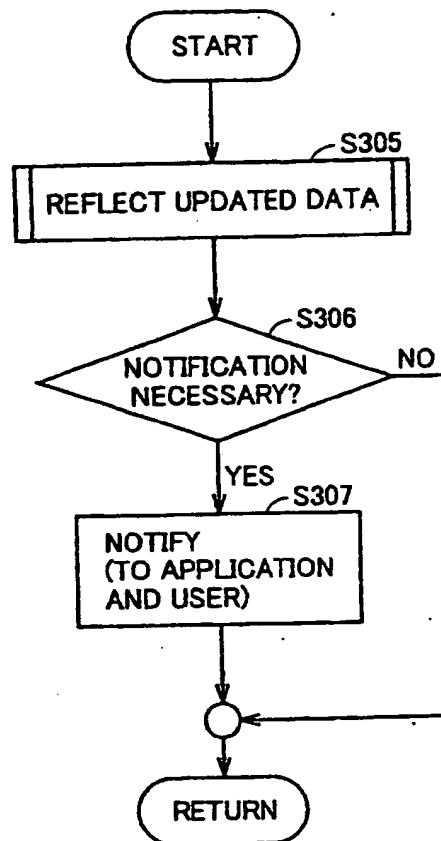 START
S305
REFLECT UPDATED DATA
S306
NOTIFICATION
NECESSARY?
NO
YES
S307
NOTIFY
(TO APPLICATION
AND USER)
RETURN